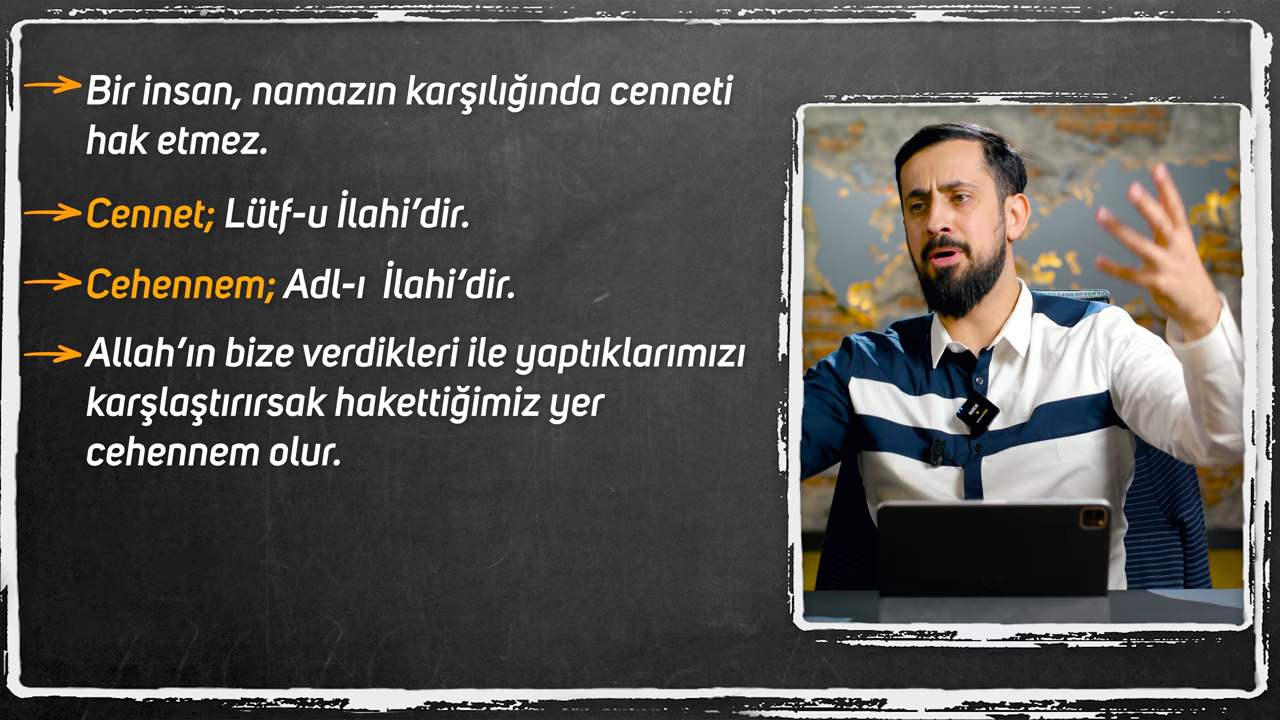 Bir insan, namazın karşılığında cenneti
hak etmez.
Cennet; Lütf-u İlahi'dir.
Cehennem; Adl-ı İlahi'dir.
Allah'ın bize verdikleri ile yaptıklarımızı
karşlaştırırsak hakettiğimiz yer
cehennem olur.